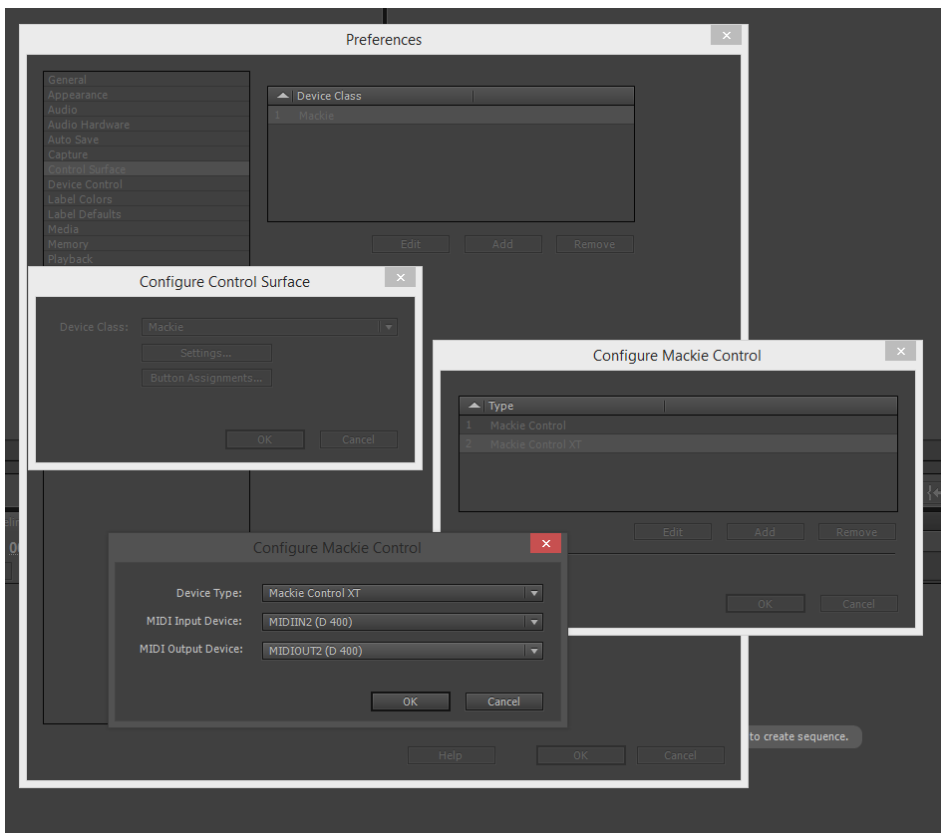 Preferences
General
Appearance
Audio
Audio Hardware
Auto Save
Capture
Control Surface
Device Control
Label Colors
Label Defaults
Media
Memory
Playback
Device Class
1 Mackie
Edit Add Remove
Configure Control Surface
Device Class: Mackie
Settings...
Button Assignments...
OK Cancel
Configure Mackie Control
Type
1 Mackie Control
2 Mackie Control XT
Edit Add Remove
OK Cancel
Configure Mackie Control
Device Type: Mackie Control XT
MIDI Input Device: MIDIIN2 (D 400)
MIDI Output Device: MIDIOUT2 (D 400)
OK Cancel
to create sequence.
Help OK Cancel